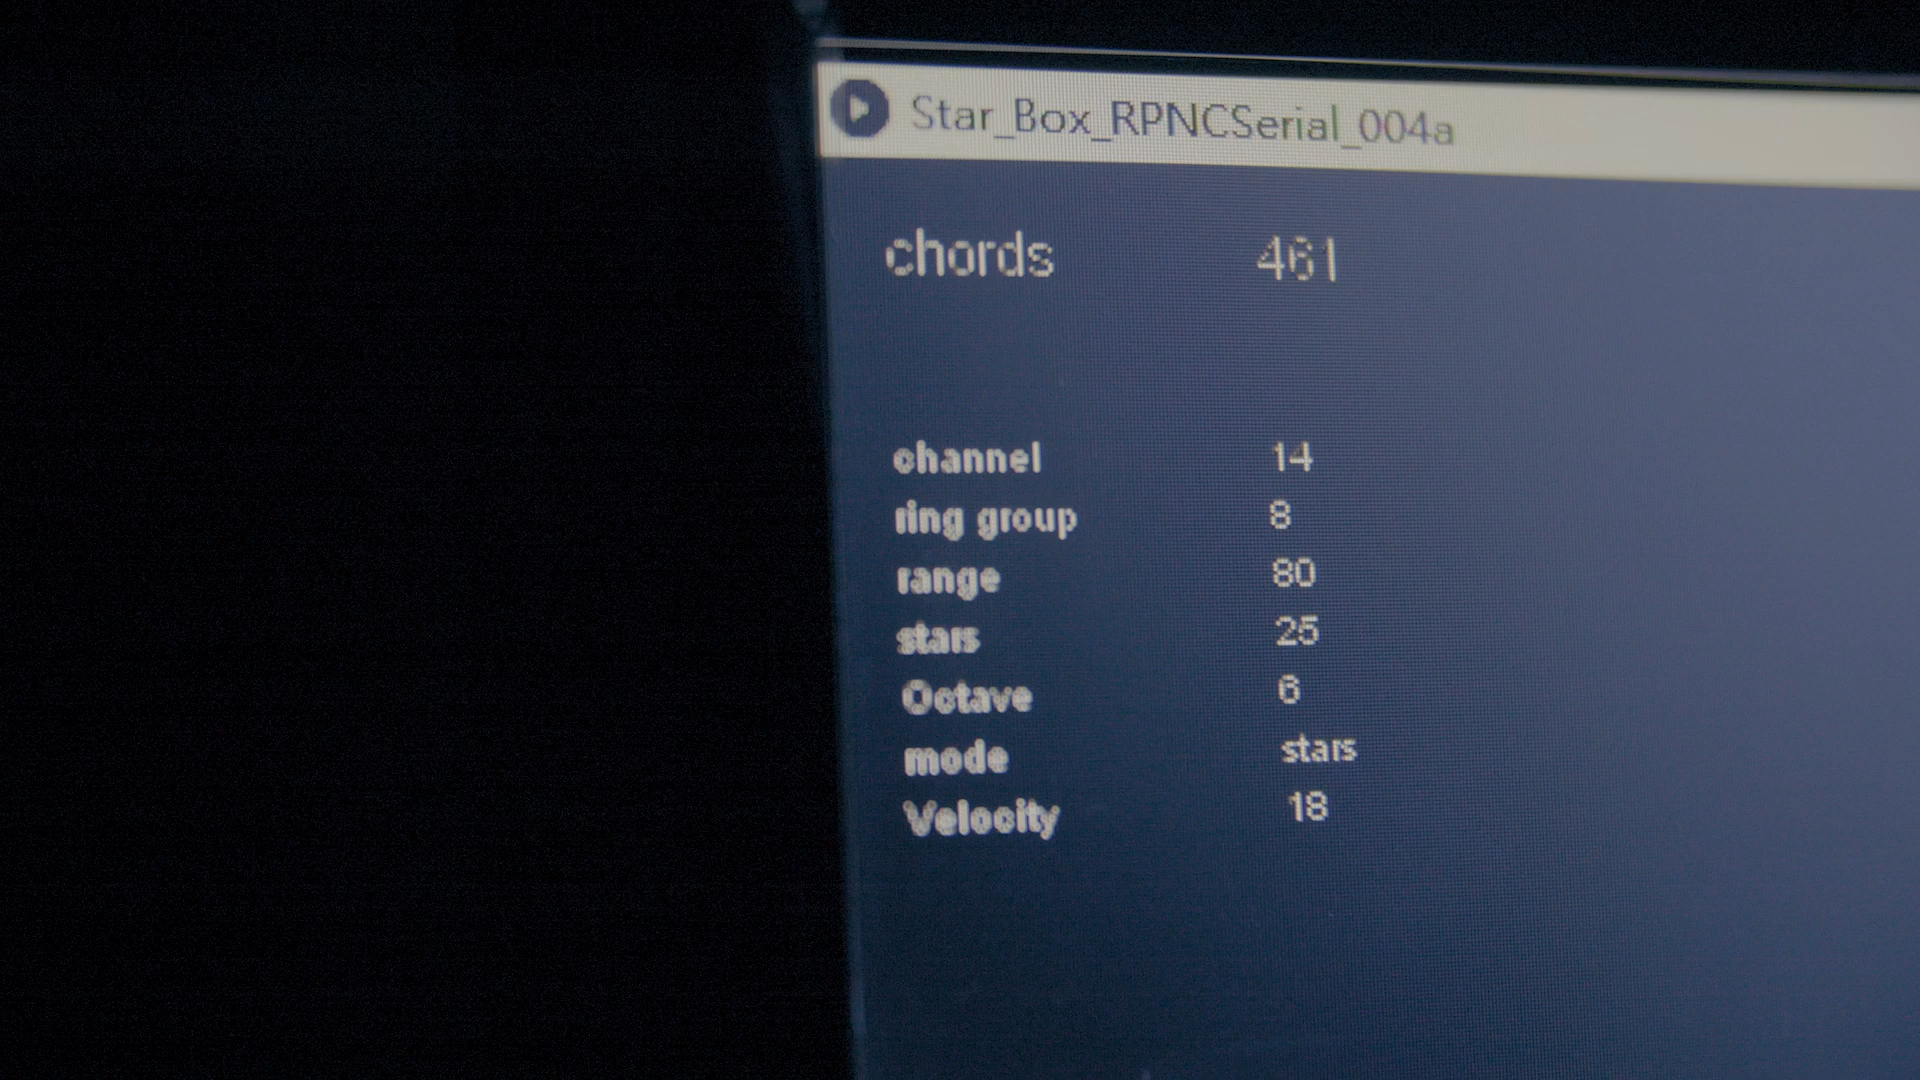 Star_Box_RPNCSerial_004a
chords 461
channel 14
ring group 8
range 80
stars 25
Octave 6
mode stars
Velocity 18